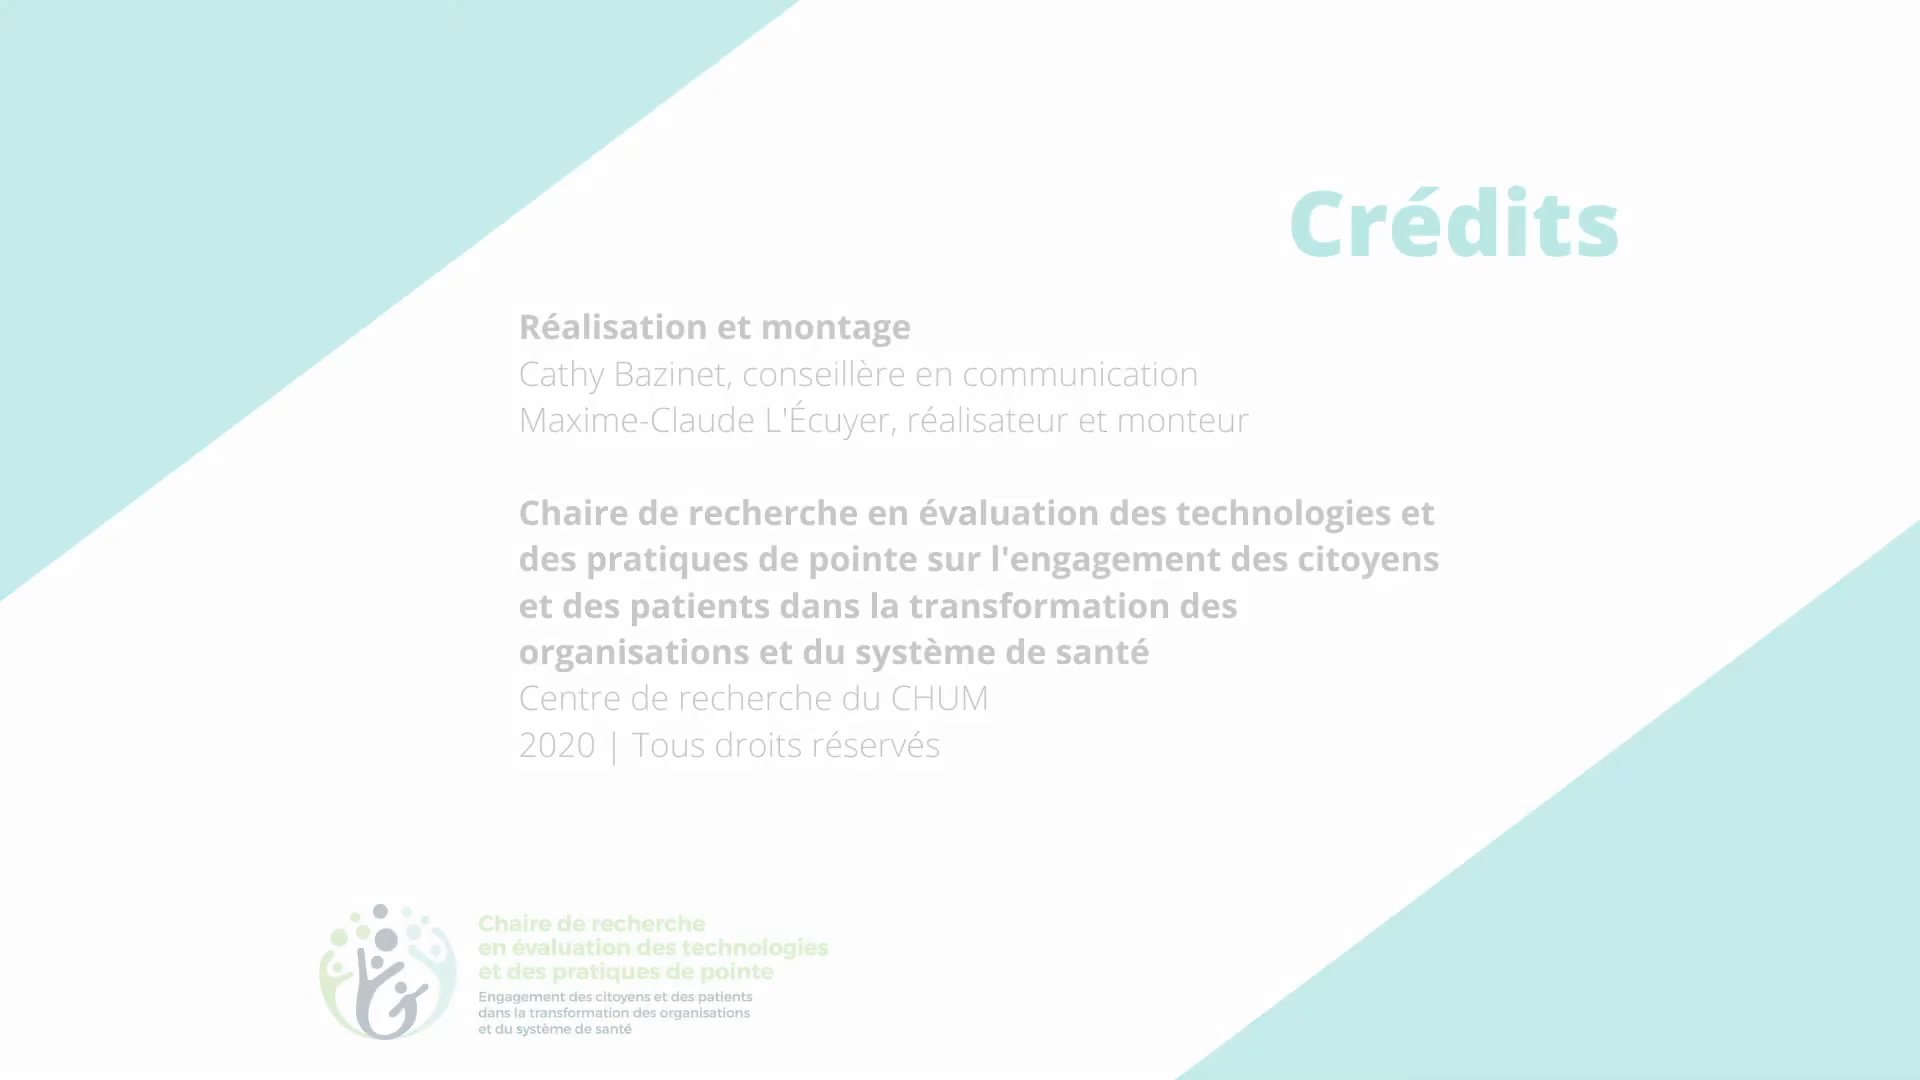 Crédits
Réalisation et montage
Cathy Bazinet, conseillère en communication
Maxime-Claude L'Écuyer, réalisateur et monteur
Chaire de recherche en évaluation des technologies et
des pratiques de pointe sur l'engagement des citoyens
et des patients dans la transformation des
organisations et du système de santé
Centre de recherche du CHUM
2020 | Tous droits réservés
Chaire de recherche
en évaluation des technologies
et des pratiques de pointe
Engagement des citoyens et des patients
dans la transformation des organisations
et du système de santé